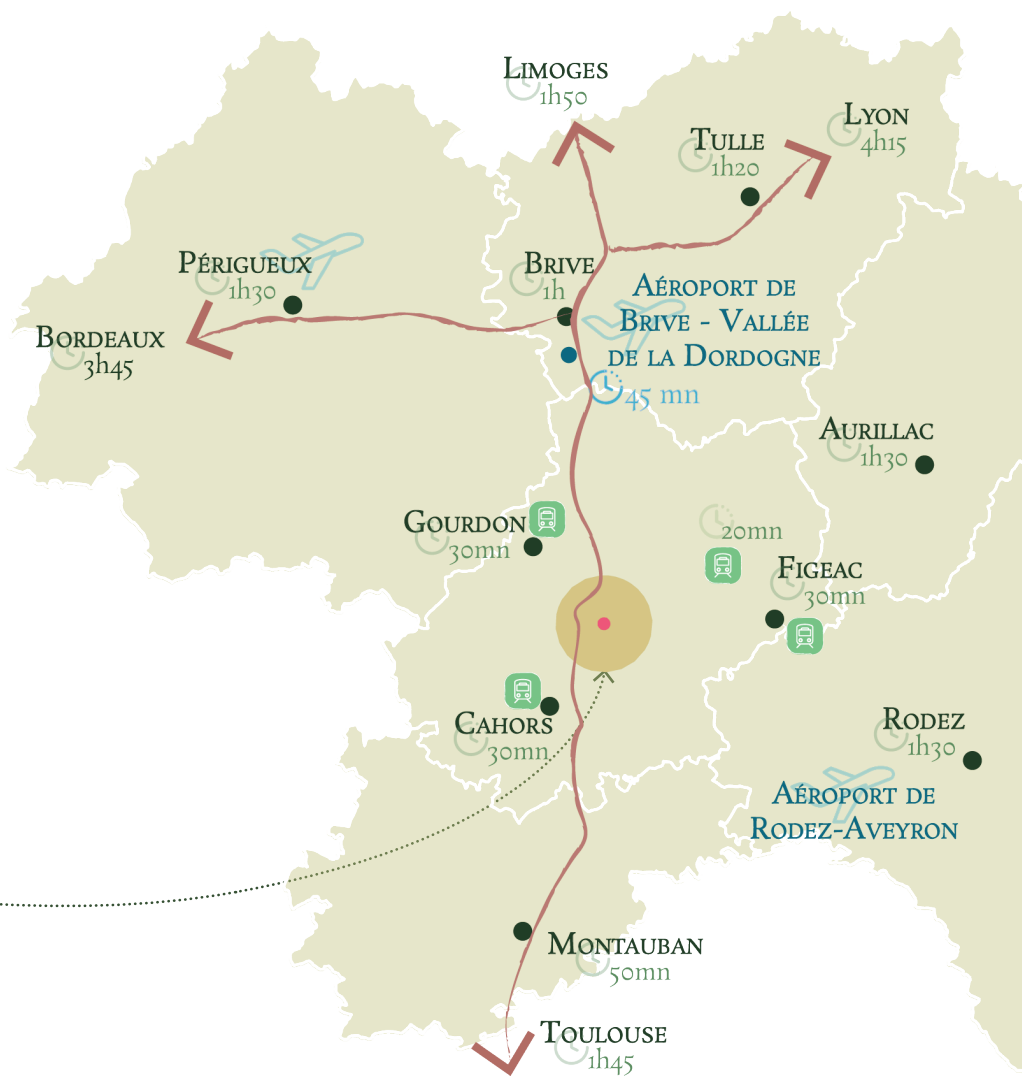 Limoges
1h50
Lyon
4h15
Tulle
1h20
Périgueux
1h30
Brive
1h
Aéroport de
Brive - Vallée
de la Dordogne
45 mn
Bordeaux
3h45
Aurillac
1h30
Gourdon
30mn
20mn
Figeac
30mn
Cahors
30mn
Rodez
1h30
Aéroport de
Rodez-Aveyron
Montauban
50mn
Toulouse
1h45